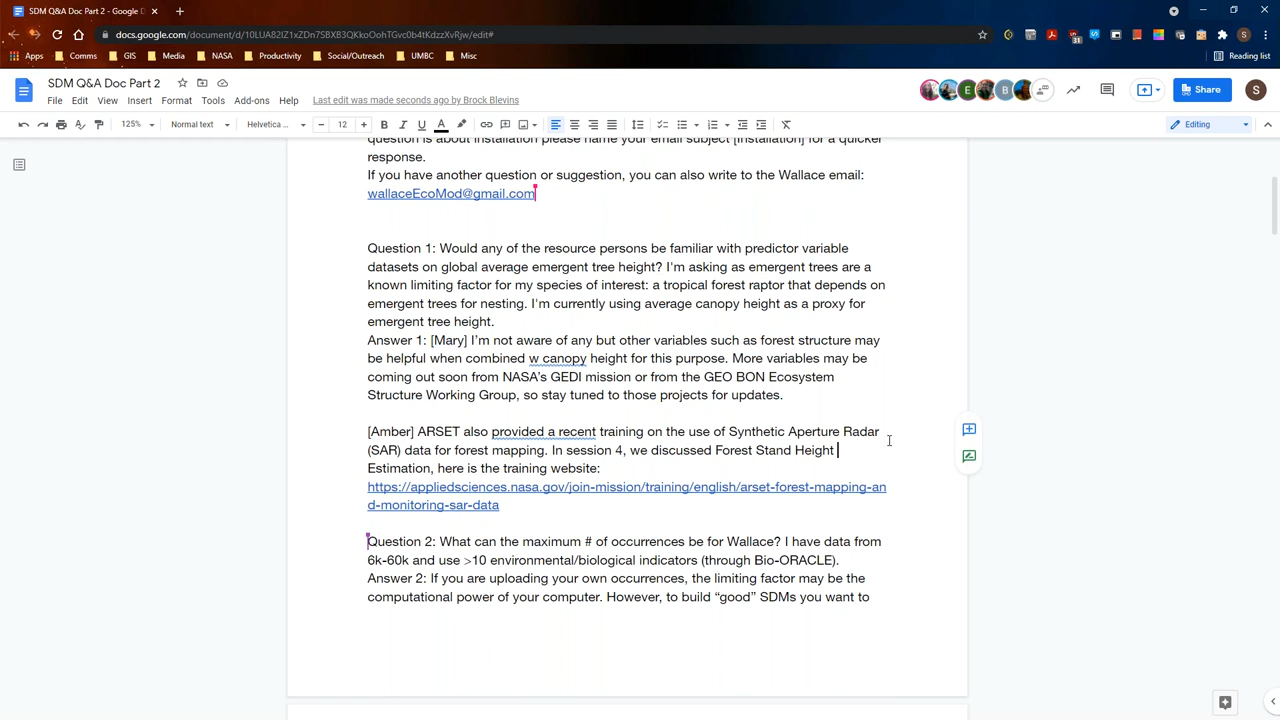 SDM Q&A Doc Part 2 - Google D
docs.google.com/document/d/10LUA82IZ1xZDn7SBXB3QKkoOohTGvc0b4tKdzzXvRjw/edit#
Apps Comms GIS Media NASA Productivity Social/Outreach UMBC Misc Reading list
SDM Q&A Doc Part 2
File Edit View Insert Format Tools Add-ons Help Last edit was made seconds ago by Brock Blevins
E B Share S
125% Normal text Helvetica ... 12 B I U A Editing
question is about installation please name your email subject [Installation] for a quicker
response.
If you have another question or suggestion, you can also write to the Wallace email:
wallaceEcoMod@gmail.com
Question 1: Would any of the resource persons be familiar with predictor variable
datasets on global average emergent tree height? I'm asking as emergent trees are a
known limiting factor for my species of interest: a tropical forest raptor that depends on
emergent trees for nesting. I'm currently using average canopy height as a proxy for
emergent tree height.
Answer 1: [Mary] I'm not aware of any but other variables such as forest structure may
be helpful when combined w canopy height for this purpose. More variables may be
coming out soon from NASA's GEDI mission or from the GEO BON Ecosystem
Structure Working Group, so stay tuned to those projects for updates.
[Amber] ARSET also provided a recent training on the use of Synthetic Aperture Radar
(SAR) data for forest mapping. In session 4, we discussed Forest Stand Height
Estimation, here is the training website:
https://appliedsciences.nasa.gov/join-mission/training/english/arset-forest-mapping-an
d-monitoring-sar-data
Question 2: What can the maximum # of occurrences be for Wallace? I have data from
6k-60k and use >10 environmental/biological indicators (through Bio-ORACLE).
Answer 2: If you are uploading your own occurrences, the limiting factor may be the
computational power of your computer. However, to build “good” SDMs you want to